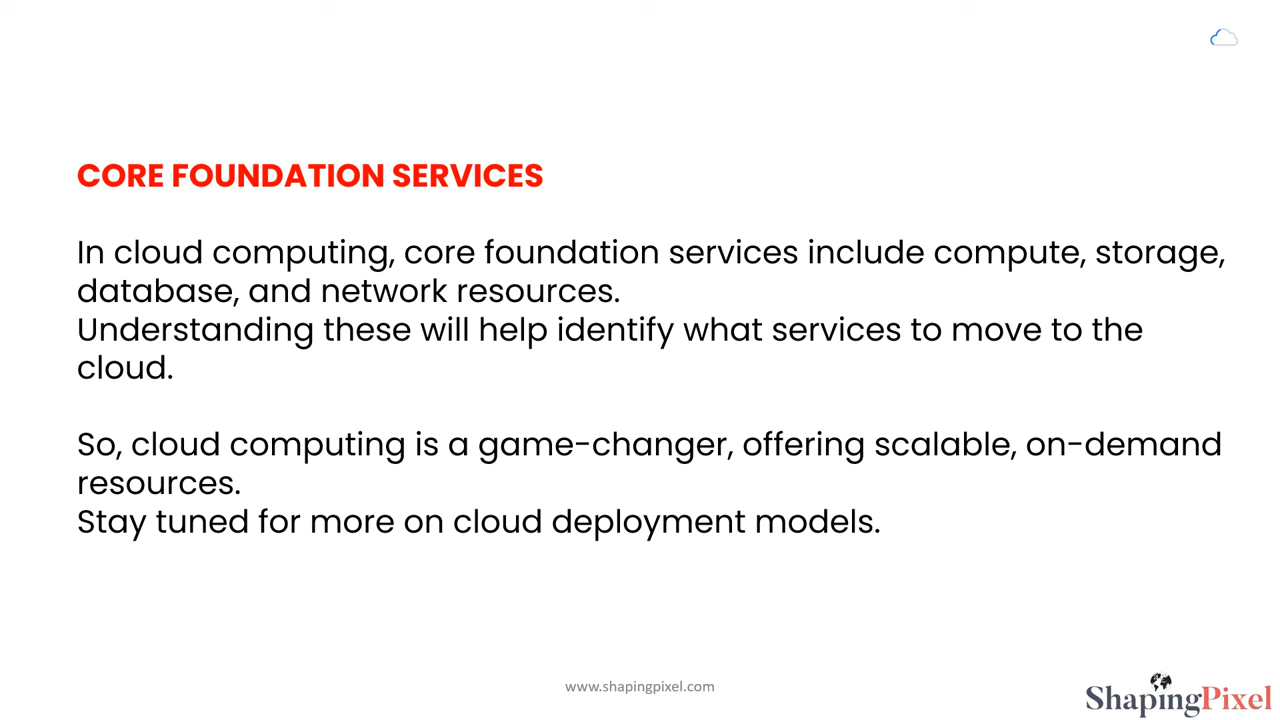 CORE FOUNDATION SERVICES
In cloud computing, core foundation services include compute, storage,
database, and network resources.
Understanding these will help identify what services to move to the
cloud.
So, cloud computing is a game-changer, offering scalable, on-demand
resources.
Stay tuned for more on cloud deployment models.
www.shapingpixel.com
ShapingPixel